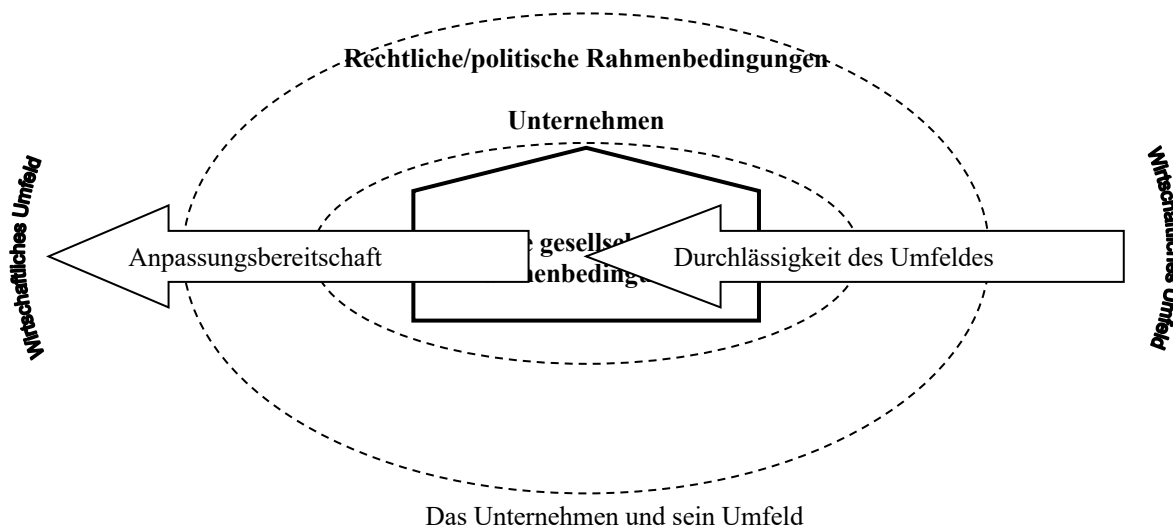 Rechtliche/politische Rahmenbedingungen
Unternehmen
Wirtschaftliches Umfeld
Wirtschaftliches Umfeld
Anpassungsbereitschaft
Durchlässigkeit des Umfeldes
Das Unternehmen und sein Umfeld